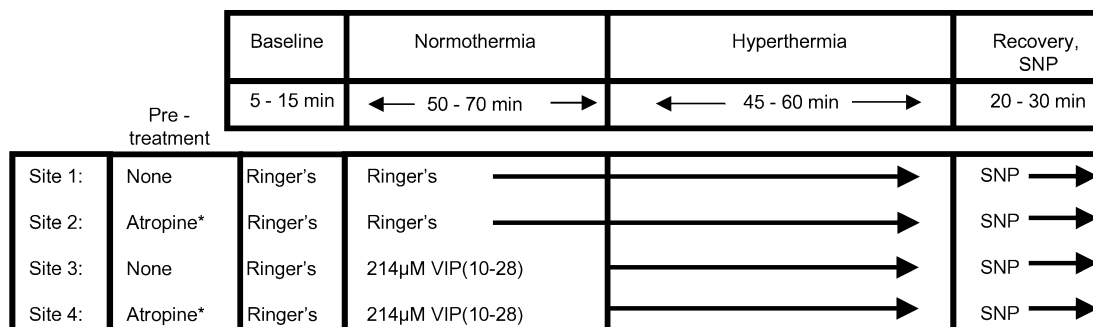 Baseline Normothermia Hyperthermia Recovery,
SNP
5 - 15 min 50 - 70 min 45 - 60 min 20 - 30 min
Pre -
treatment
Site 1: None Ringer's Ringer's SNP
Site 2: Atropine* Ringer's Ringer's SNP
Site 3: None Ringer's 214µM VIP(10-28) SNP
Site 4: Atropine* Ringer's 214µM VIP(10-28) SNP